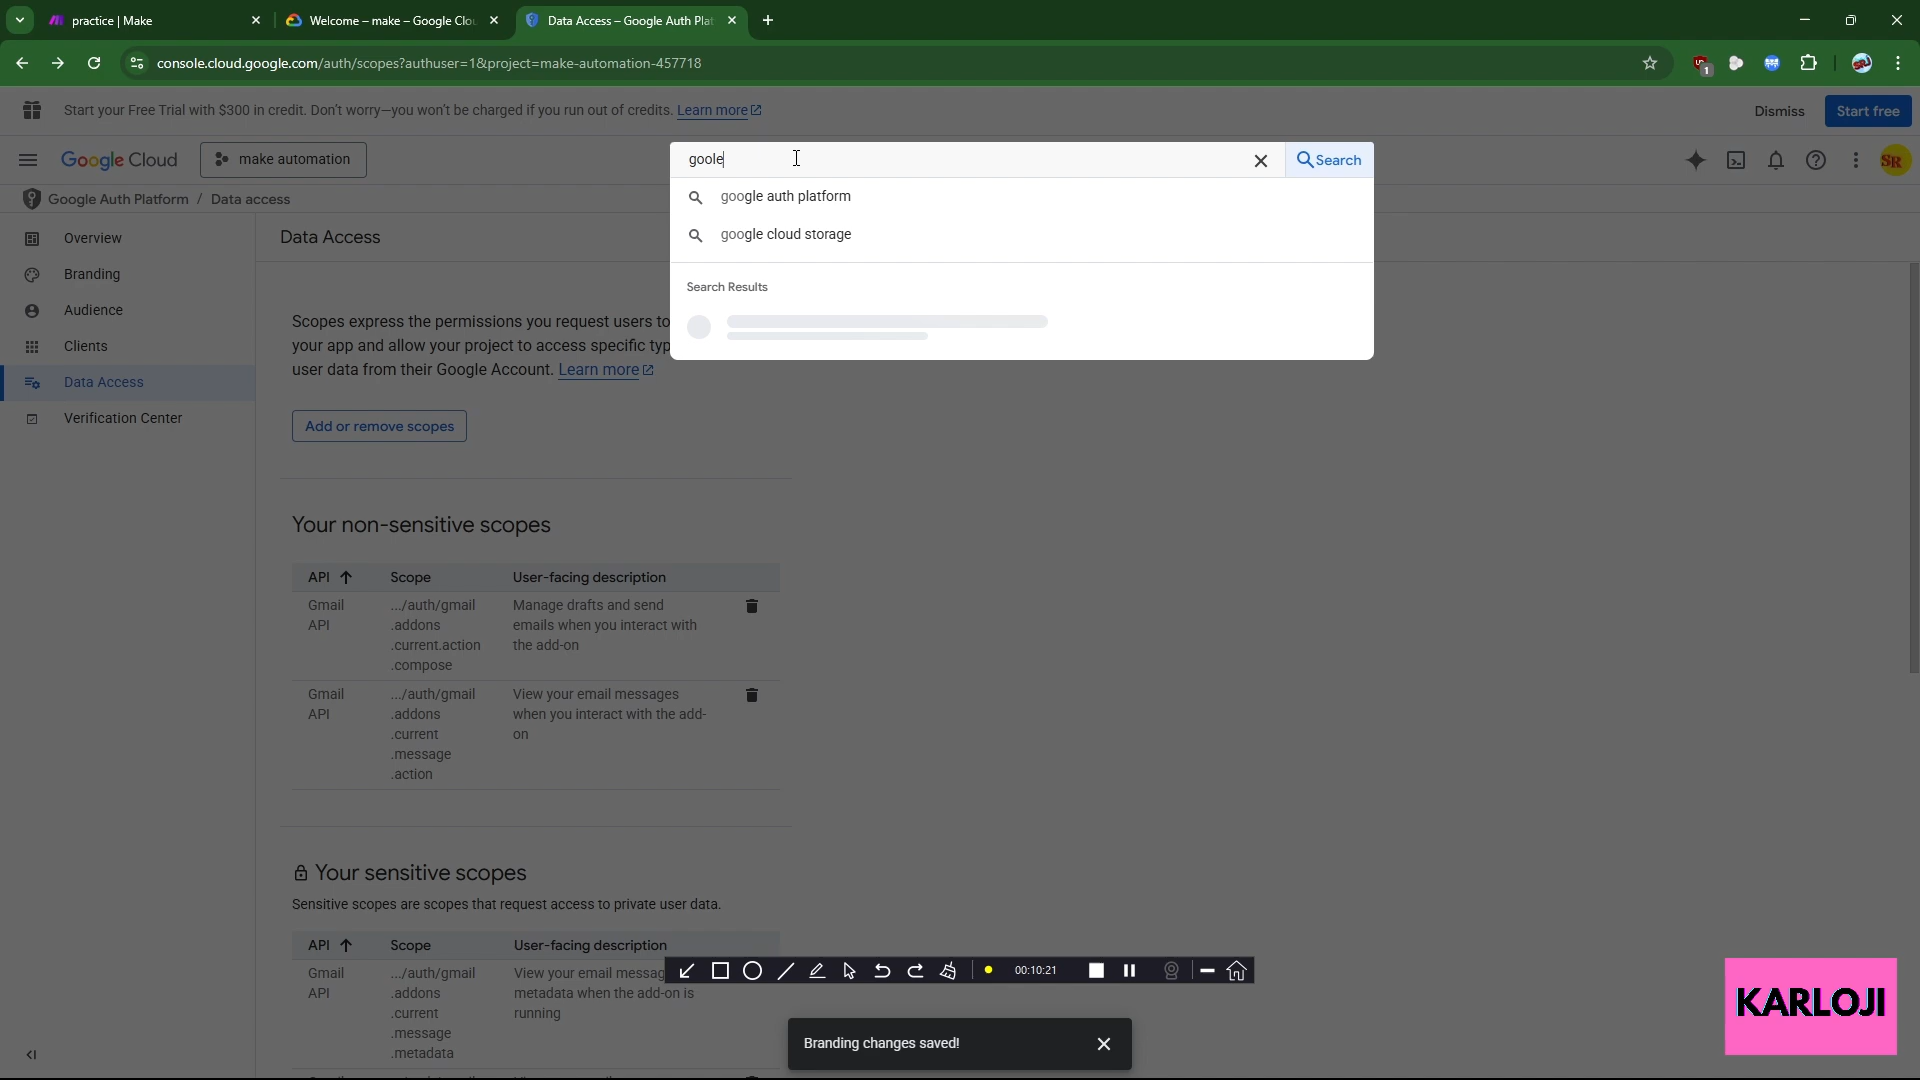 practice | Make
Welcome – make – Google Clou
Data Access – Google Auth Plat
console.cloud.google.com/auth/scopes?authuser=1&project=make-automation-457718
1
Start your Free Trial with $300 in credit. Don't worry—you won't be charged if you run out of credits. Learn more
Dismiss
Start free
Google Cloud
make automation
goole
Search
SR
Google Auth Platform / Data access
google auth platform
google cloud storage
Search Results
Overview
Branding
Audience
Clients
Data Access
Verification Center
Data Access
Scopes express the permissions you request users to
your app and allow your project to access specific typ
user data from their Google Account. Learn more
Add or remove scopes
Your non-sensitive scopes
API Scope User-facing description
Gmail API
.../auth/gmail
.addons
.current.action
.compose
Manage drafts and send
emails when you interact with
the add-on
Gmail API
.../auth/gmail
.addons
.current
.message
.action
View your email messages
when you interact with the add-
on
Your sensitive scopes
Sensitive scopes are scopes that request access to private user data.
API Scope User-facing description
Gmail API
.../auth/gmail
.addons
.current
.message
.metadata
View your email messag
metadata when the add-on is
running
00:10:21
Branding changes saved!
KARLOJI